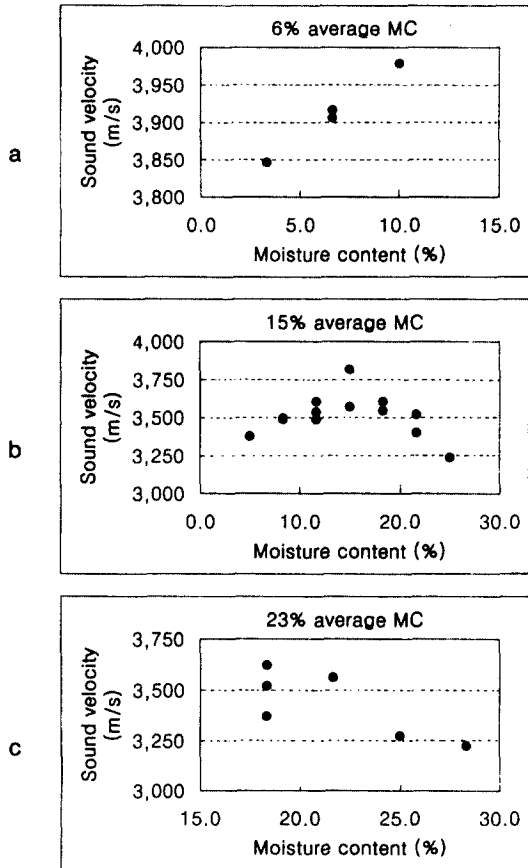 a
6% average MC
Sound velocity
(m/s)
4,000
3,950
3,900
3,850
3,800
0.0 5.0 10.0 15.0
Moisture content (%)
b
15% average MC
Sound velocity
(m/s)
4,000
3,750
3,500
3,250
3,000
0.0 10.0 20.0 30.0
Moisture content (%)
c
23% average MC
Sound velocity
(m/s)
3,750
3,500
3,250
3,000
15.0 20.0 25.0 30.0
Moisture content (%)